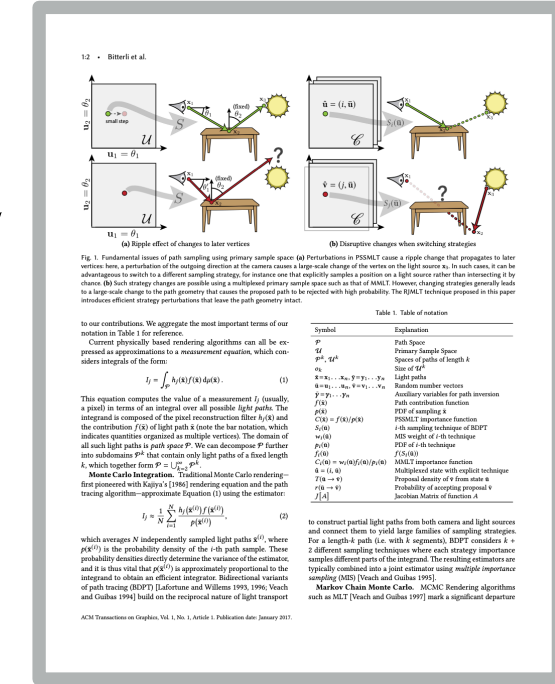 1:2 • Bitterli et al.
u₂ = θ₂
small step
𝒰
u₁ = θ₁
S
x₁
θ₁
(fixed)
θ₂
x₂
x₃
u₂ = θ₂
𝒰
u₁ = θ₁
S
x₁
θ₁′
(fixed)
x₂
?
(a) Ripple effect of changes to later vertices
û = (i, ū)
𝒞
Sᵢ(ū)
v̂ = (j, ū)
𝒞
Sⱼ(ū)
x₁
?
x₂
(b) Disruptive changes when switching strategies
Fig. 1. Fundamental issues of path sampling using primary sample space (a) Perturbations in PSSMLT cause a ripple change that propagates to later
vertices: here, a perturbation of the outgoing direction at the camera causes a large-scale change of the vertex on the light source x₃. In such cases, it can be
advantageous to switch to a different sampling strategy, for instance one that explicitly samples a position on a light source rather than intersecting it by
chance. (b) Such strategy changes are possible using a multiplexed primary sample space such as that of MMLT. However, changing strategies generally leads
to a large-scale change to the path geometry that causes the proposed path to be rejected with high probability. The RJMLT technique proposed in this paper
introduces efficient strategy perturbations that leave the path geometry intact.
to our contributions. We aggregate the most important terms of our
notation in Table 1 for reference.
Current physically based rendering algorithms can all be ex-
pressed as approximations to a measurement equation, which con-
siders integrals of the form:
Iⱼ = ∫_𝒫 hⱼ(x̄) f(x̄) dμ(x̄) . (1)
This equation computes the value of a measurement Iⱼ (usually,
a pixel) in terms of an integral over all possible light paths. The
integrand is composed of the pixel reconstruction filter hⱼ(x̄) and
the contribution f(x̄) of light path x̄ (note the bar notation, which
indicates quantities organized as multiple vertices). The domain of
all such light paths is path space 𝒫. We can decompose 𝒫 further
into subdomains 𝒫ᵏ that contain only light paths of a fixed length
k, which together form 𝒫 = ⋃_{k=2}^∞ 𝒫ᵏ.
Monte Carlo Integration. Traditional Monte Carlo rendering—
first pioneered with Kajiya's [1986] rendering equation and the path
tracing algorithm—approximate Equation (1) using the estimator:
Iⱼ ≈ 1/N ∑_{i=1}^N hⱼ(x̄⁽ⁱ⁾) f(x̄⁽ⁱ⁾) / p(x̄⁽ⁱ⁾), (2)
which averages N independently sampled light paths x̄⁽ⁱ⁾, where
p(x̄⁽ⁱ⁾) is the probability density of the i-th path sample. These
probability densities directly determine the variance of the estimator,
and it is thus vital that p(x̄⁽ⁱ⁾) is approximately proportional to the
integrand to obtain an efficient integrator. Bidirectional variants
of path tracing (BDPT) [Lafortune and Willems 1993, 1996; Veach
and Guibas 1994] build on the reciprocal nature of light transport
Table 1. Table of notation
Symbol Explanation
𝒫 Path Space
𝒰 Primary Sample Space
𝒫ᵏ, 𝒰ᵏ Spaces of paths of length k
oₖ Size of 𝒰ᵏ
x̄=x₁...xₙ, ȳ=y₁...yₙ Light paths
ū=u₁...uₙ, v̄=v₁...vₙ Random number vectors
γ̄=γ₁...γₙ Auxiliary variables for path inversion
f(x̄) Path contribution function
p(x̄) PDF of sampling x̄
C(x̄) = f(x̄)/p(x̄) PSSMLT importance function
Sᵢ(ū) i-th sampling technique of BDPT
wᵢ(ū) MIS weight of i-th technique
pᵢ(ū) PDF of i-th technique
fᵢ(ū) f(Sᵢ(ū))
Cᵢ(ū) = wᵢ(ū)fᵢ(ū)/pᵢ(ū) MMLT importance function
û = (i, ū) Multiplexed state with explicit technique
T(ū → v̄) Proposal density of v̄ from state ū
r(ū → v̄) Probability of accepting proposal v̄
J[A] Jacobian Matrix of function A
to construct partial light paths from both camera and light sources
and connect them to yield large families of sampling strategies.
For a length-k path (i.e. with k segments), BDPT considers k +
2 different sampling techniques where each strategy importance
samples different parts of the integrand. The resulting estimators are
typically combined into a joint estimator using multiple importance
sampling (MIS) [Veach and Guibas 1995].
Markov Chain Monte Carlo. MCMC Rendering algorithms
such as MLT [Veach and Guibas 1997] mark a significant departure
ACM Transactions on Graphics, Vol. 1, No. 1, Article 1. Publication date: January 2017.